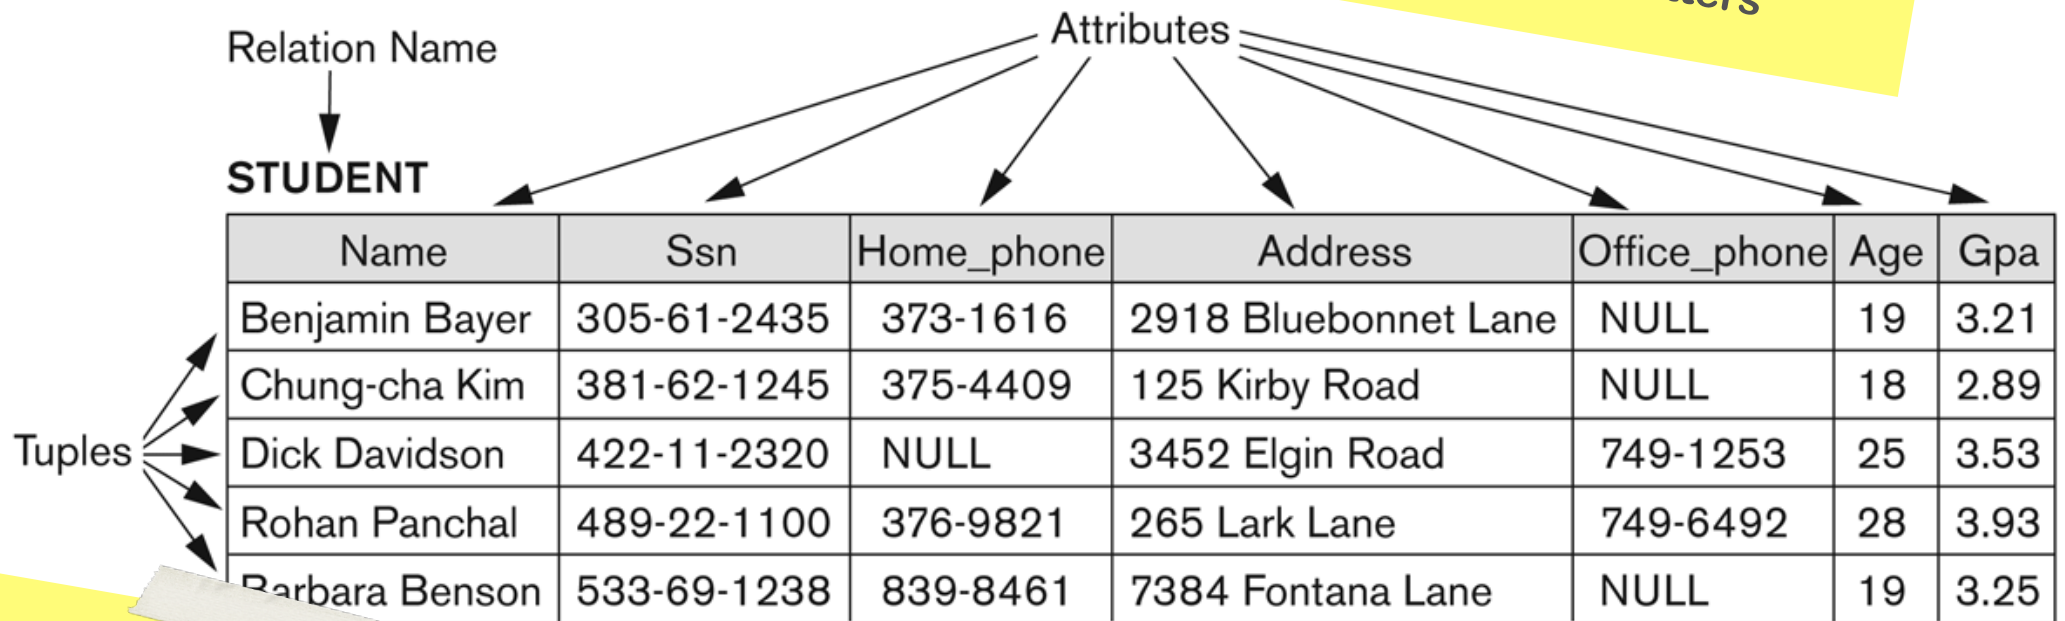 Attributes
Relation Name
STUDENT
Name Ssn Home_phone Address Office_phone Age Gpa
Benjamin Bayer 305-61-2435 373-1616 2918 Bluebonnet Lane NULL 19 3.21
Chung-cha Kim 381-62-1245 375-4409 125 Kirby Road NULL 18 2.89
Tuples Dick Davidson 422-11-2320 NULL 3452 Elgin Road 749-1253 25 3.53
Rohan Panchal 489-22-1100 376-9821 265 Lark Lane 749-6492 28 3.93
Barbara Benson 533-69-1238 839-8461 7384 Fontana Lane NULL 19 3.25